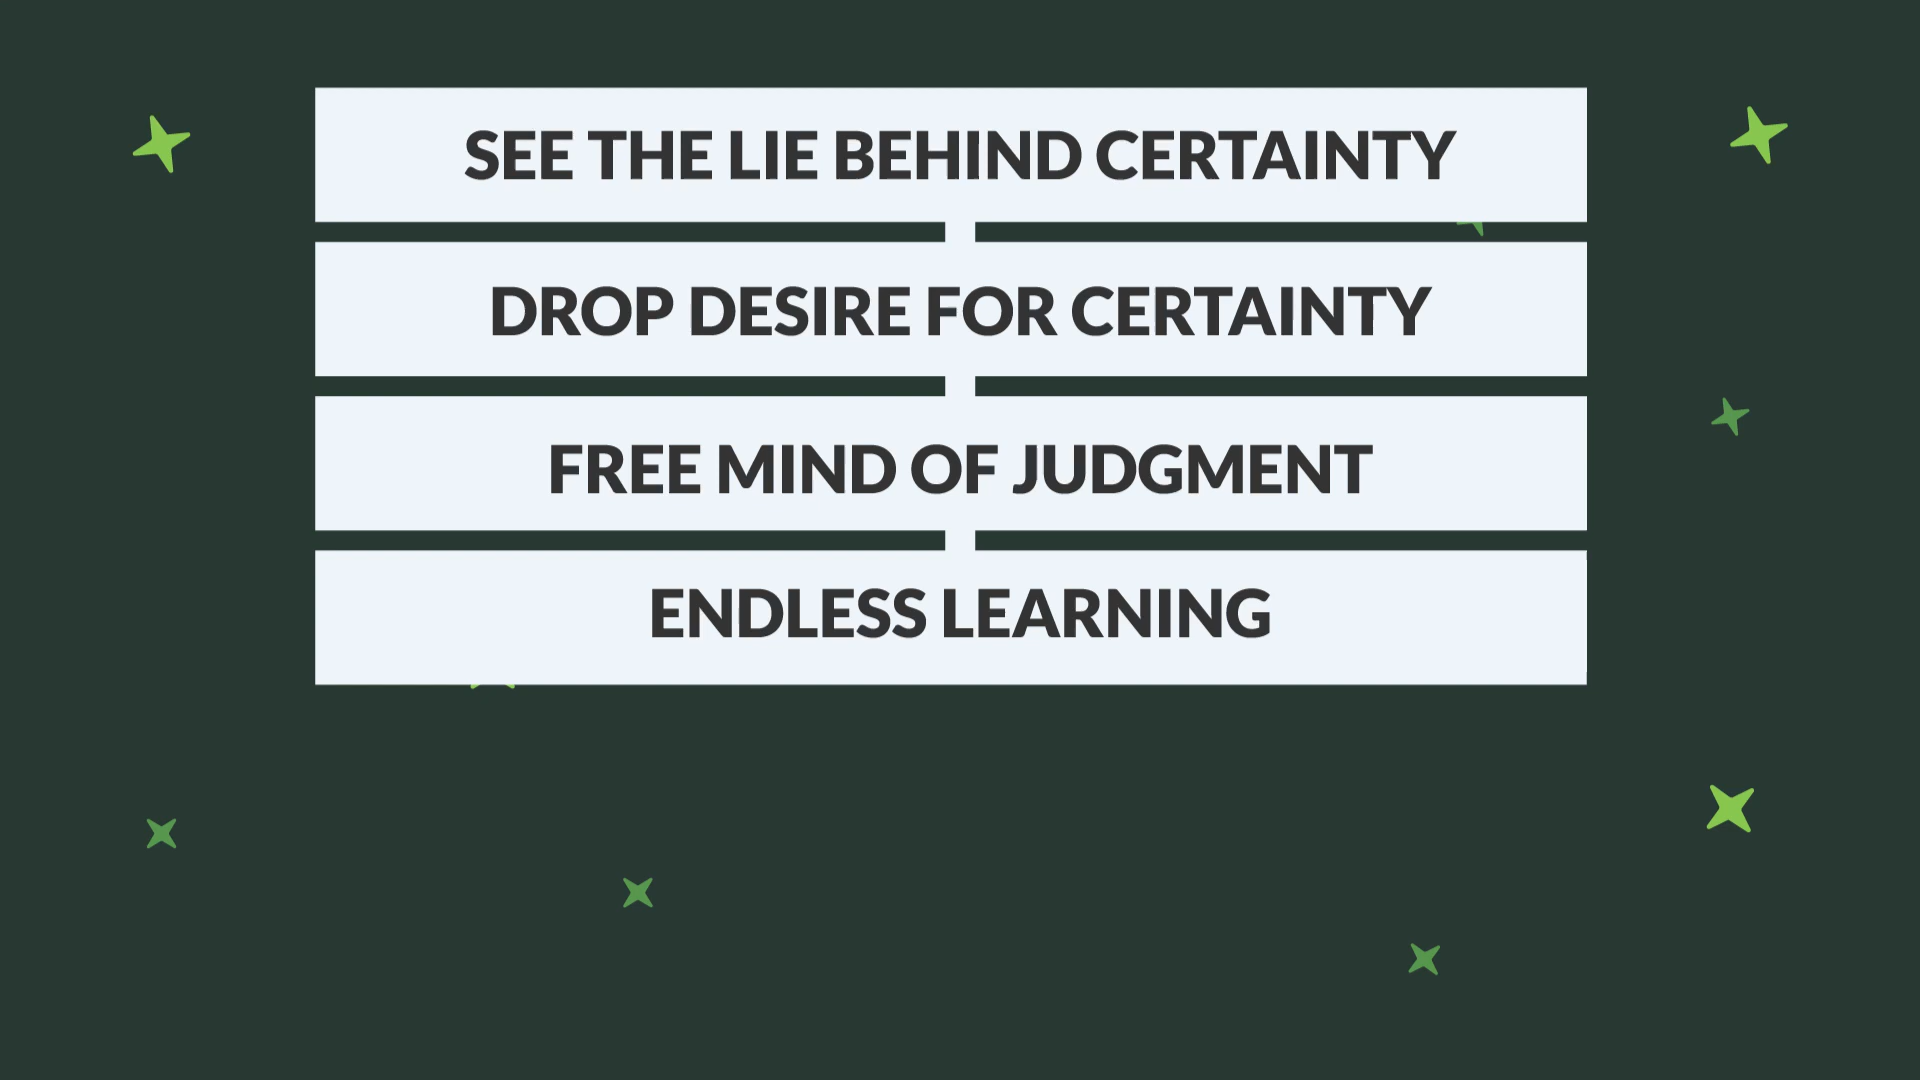 SEE THE LIE BEHIND CERTAINTY
DROP DESIRE FOR CERTAINTY
FREE MIND OF JUDGMENT
ENDLESS LEARNING